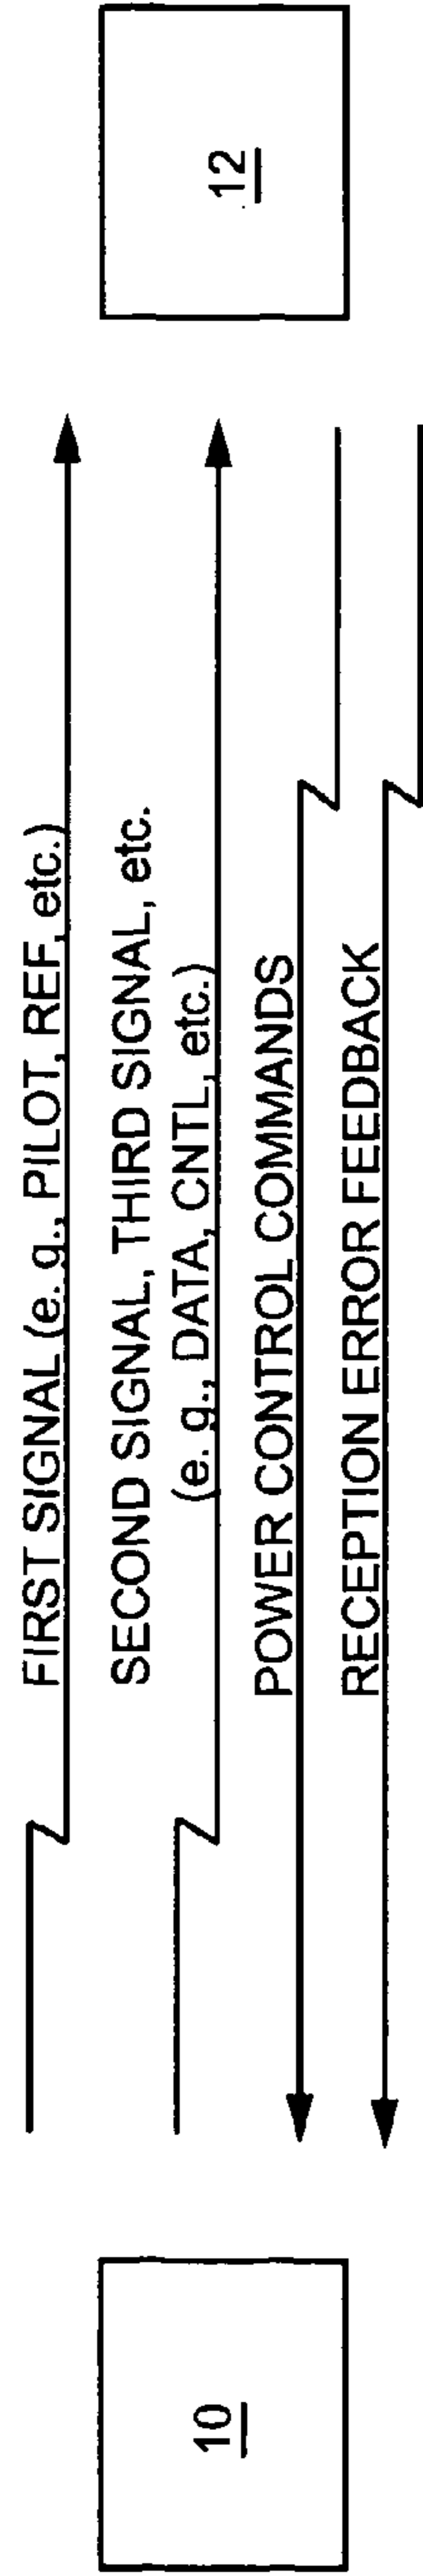 FIRST SIGNAL (e. g., PILOT, REF, etc.)
SECOND SIGNAL, THIRD SIGNAL, etc.
(e. g., DATA, CNTL, etc.)
10
12
POWER CONTROL COMMANDS
RECEPTION ERROR FEEDBACK